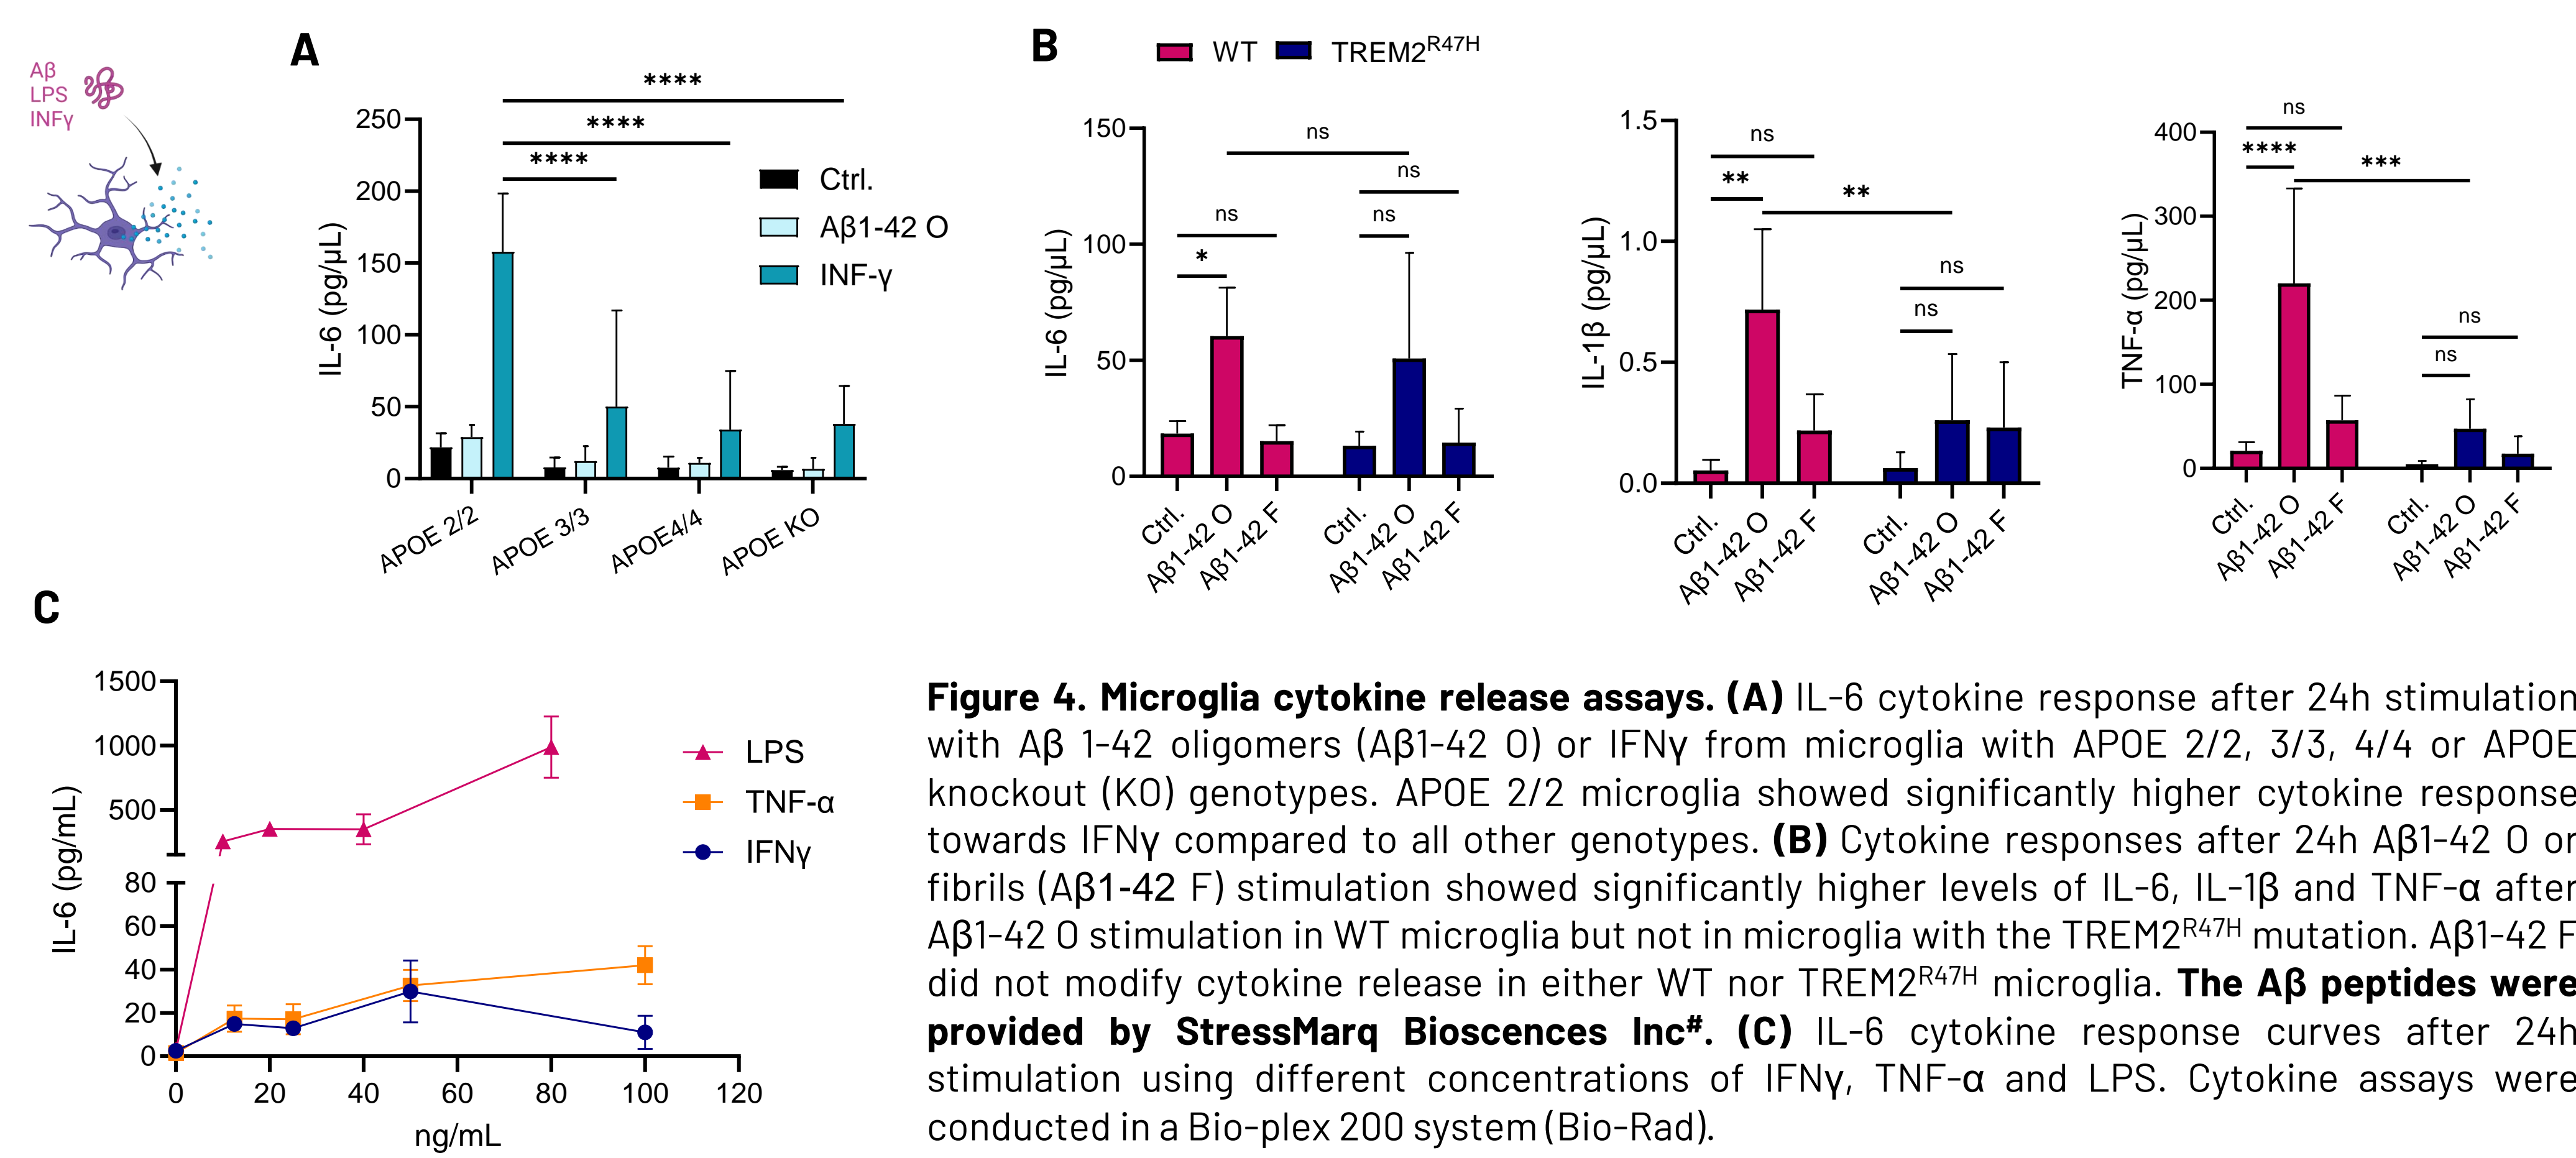 Aβ
LPS
INFγ
A
****
****
****
250
200
150
100
50
0
IL-6 (pg/μL)
Ctrl.
Aβ1-42 O
INF-γ
APOE 2/2
APOE 3/3
APOE4/4
APOE KO
B
WT
TREM2R47H
150
100
50
0
IL-6 (pg/μL)
ns
ns
ns
ns
*
Ctrl.
Aβ1-42 O
Aβ1-42 F
Ctrl.
Aβ1-42 O
Aβ1-42 F
1.5
1.0
0.5
0.0
IL-1β (pg/μL)
ns
**
**
ns
ns
Ctrl.
Aβ1-42 O
Aβ1-42 F
Ctrl.
Aβ1-42 O
Aβ1-42 F
400
300
200
100
0
TNF-α (pg/μL)
ns
****
***
ns
ns
Ctrl.
Aβ1-42 O
Aβ1-42 F
Ctrl.
Aβ1-42 O
Aβ1-42 F
C
1500
1000
500
80
60
40
20
0
IL-6 (pg/mL)
LPS
TNF-α
IFNγ
0 20 40 60 80 100 120
ng/mL
Figure 4. Microglia cytokine release assays. (A) IL-6 cytokine response after 24h stimulation
with Aβ 1-42 oligomers (Aβ1-42 O) or IFNγ from microglia with APOE 2/2, 3/3, 4/4 or APOE
knockout (KO) genotypes. APOE 2/2 microglia showed significantly higher cytokine response
towards IFNγ compared to all other genotypes. (B) Cytokine responses after 24h Aβ1-42 O or
fibrils (Aβ1-42 F) stimulation showed significantly higher levels of IL-6, IL-1β and TNF-α after
Aβ1-42 O stimulation in WT microglia but not in microglia with the TREM2R47H mutation. Aβ1-42 F
did not modify cytokine release in either WT nor TREM2R47H microglia. The Aβ peptides were
provided by StressMarq Biosciences Inc#. (C) IL-6 cytokine response curves after 24h
stimulation using different concentrations of IFNγ, TNF-α and LPS. Cytokine assays were
conducted in a Bio-plex 200 system (Bio-Rad).